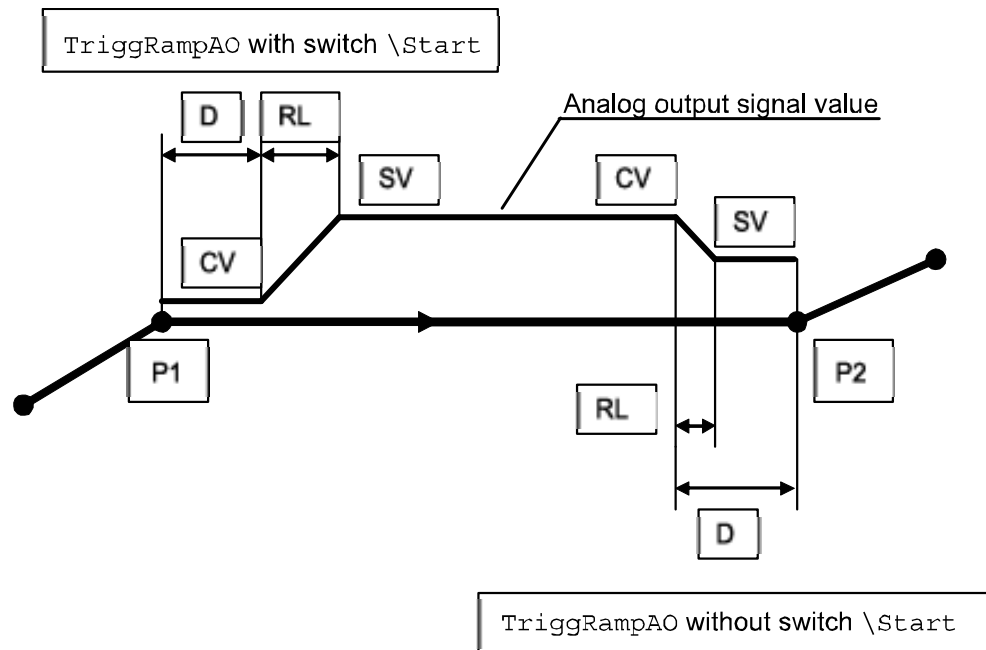 TriggRampAO with switch \Start
D
RL
Analog output signal value
SV
CV
SV
CV
P1
P2
RL
D
TriggRampAO without switch \Start